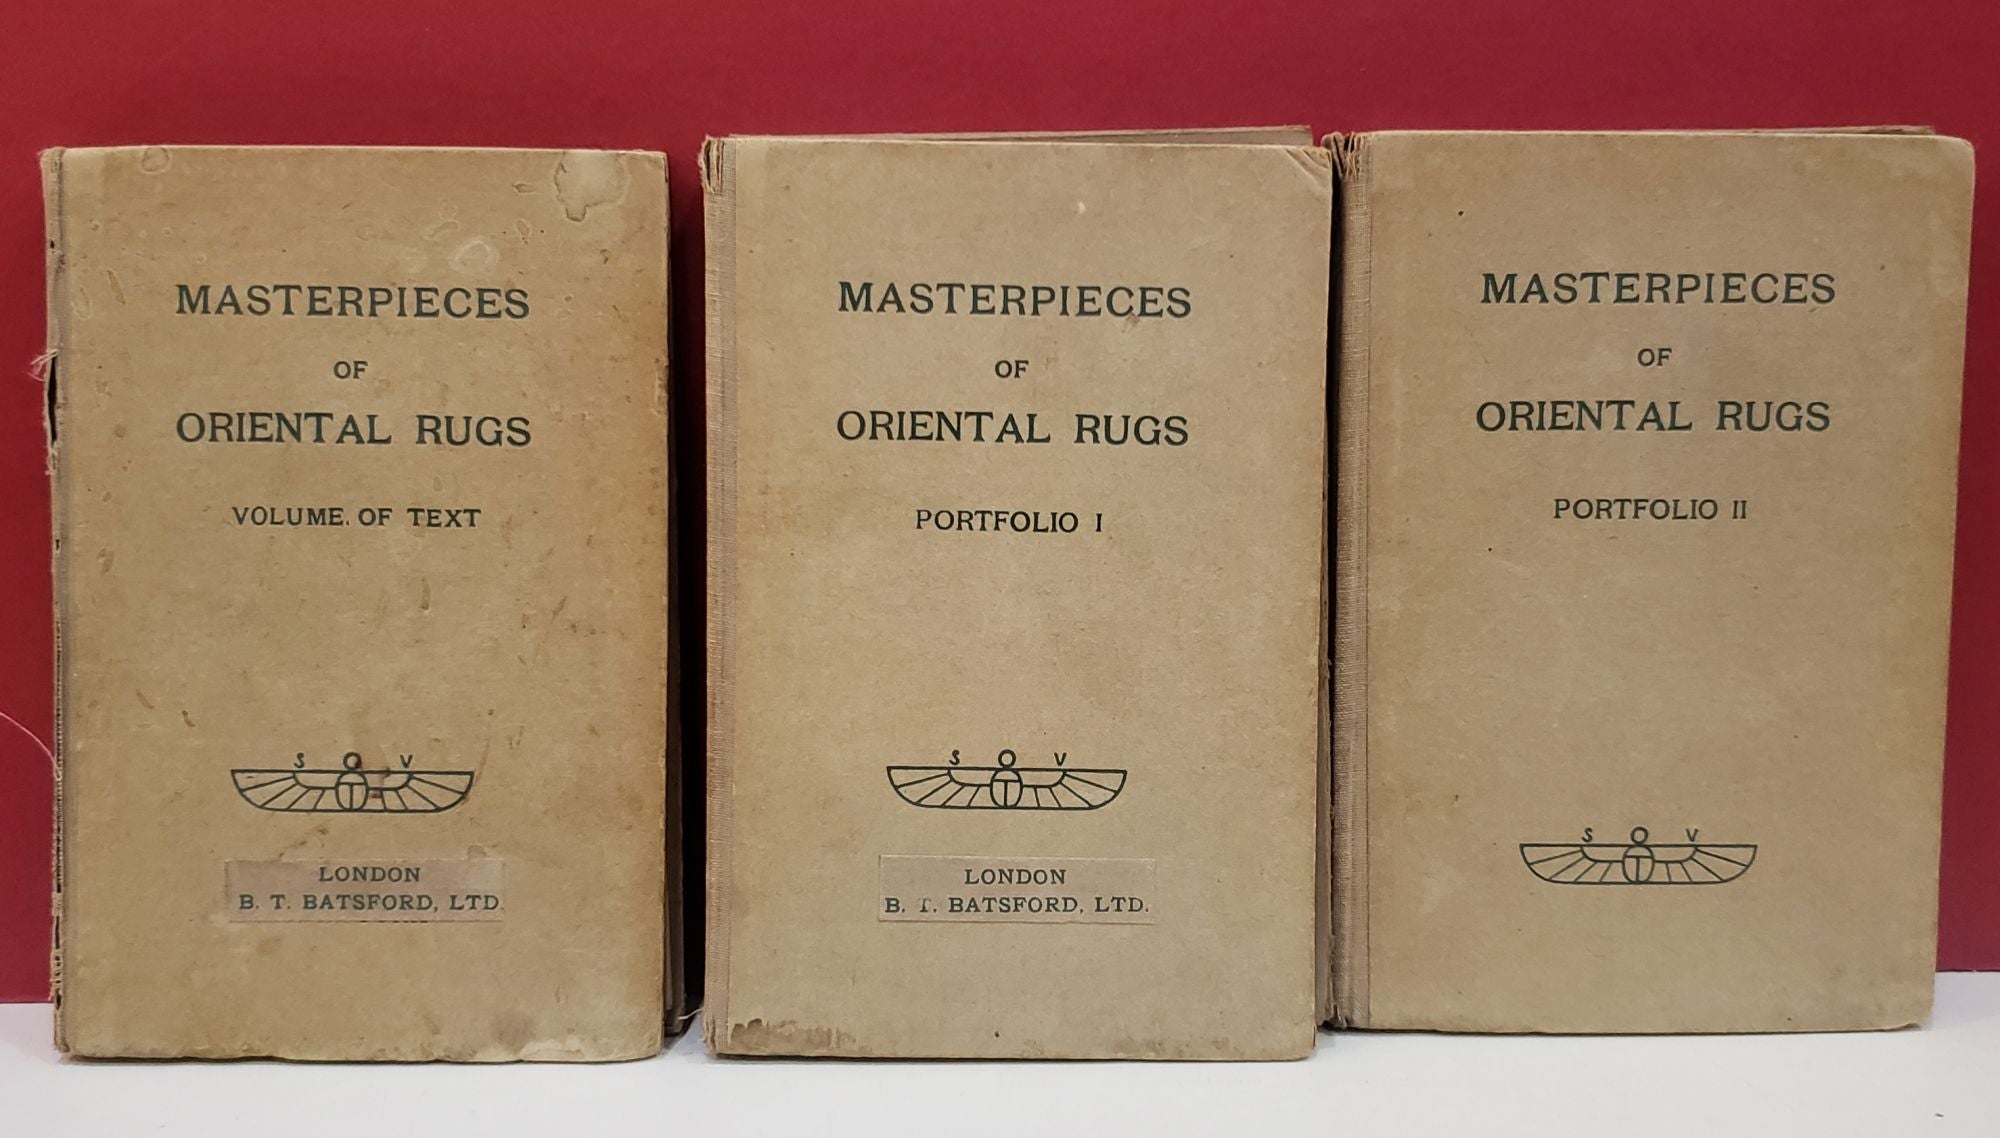 MASTERPIECES
OF
ORIENTAL RUGS
VOLUME. OF TEXT
S O V
T
LONDON
B. T. BATSFORD, LTD.
MASTERPIECES
OF
ORIENTAL RUGS
PORTFOLIO I
S O V
T
LONDON
B. T. BATSFORD, LTD.
MASTERPIECES
OF
ORIENTAL RUGS
PORTFOLIO II
S O V
T